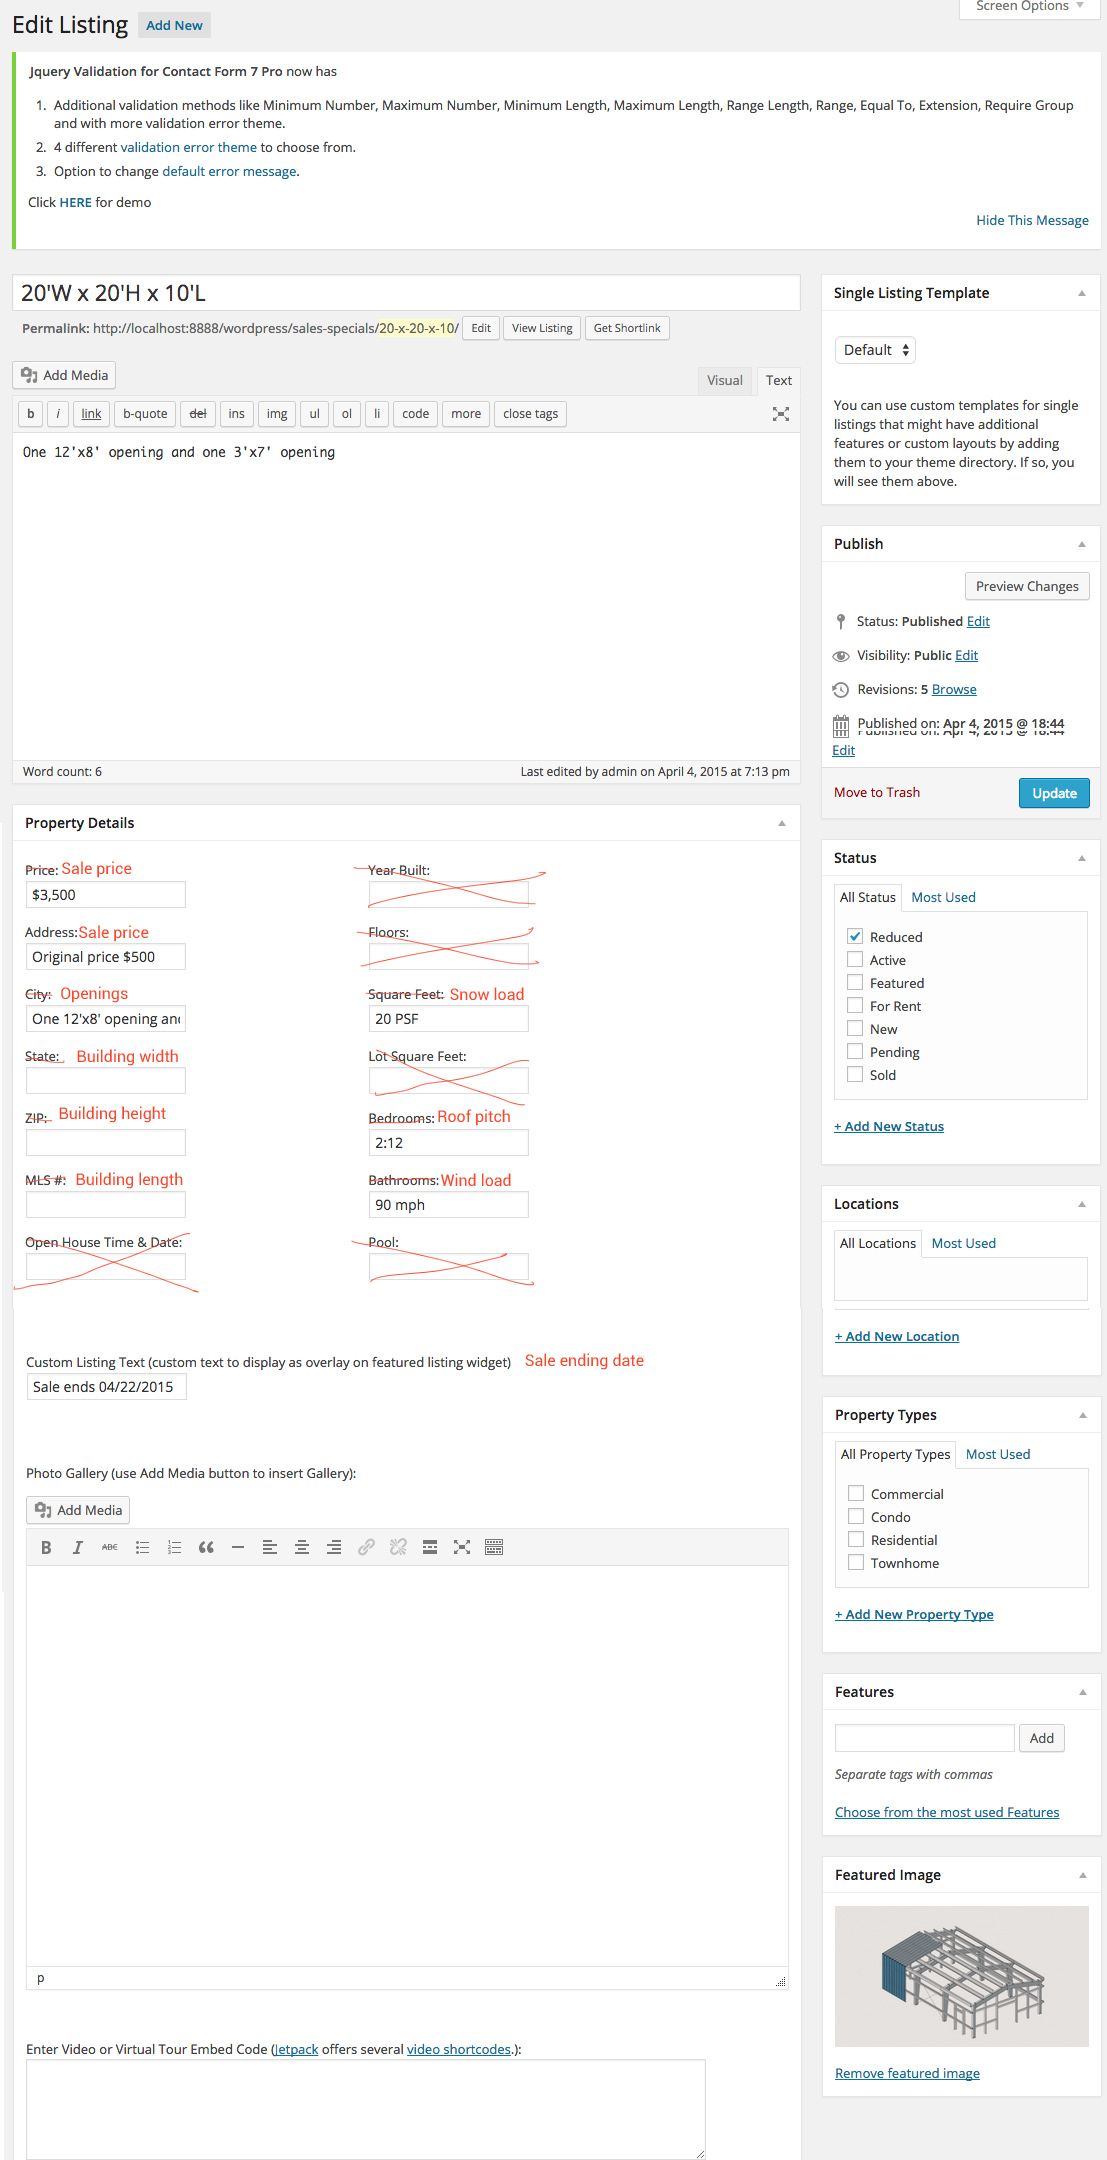 Screen Options
Edit Listing Add New
Jquery Validation for Contact Form 7 Pro now has
1. Additional validation methods like Minimum Number, Maximum Number, Minimum Length, Maximum Length, Range Length, Range, Equal To, Extension, Require Group
and with more validation error theme.
2. 4 different validation error theme to choose from.
3. Option to change default error message.
Click HERE for demo
Hide This Message
20'W x 20'H x 10'L
Permalink: http://localhost:8888/wordpress/sales-specials/20-x-20-x-10/ Edit View Listing Get Shortlink
Add Media
Visual Text
b i link b-quote del ins img ul ol li code more close tags
One 12'x8' opening and one 3'x7' opening
Word count: 6 Last edited by admin on April 4, 2015 at 7:13 pm
Property Details
Price: Sale price
$3,500
Address: Sale price
Original price $500
City: Openings
One 12'x8' opening and
State: Building width
ZIP: Building height
MLS #: Building length
Open House Time & Date:
Year Built:
Floors:
Square Feet: Snow load
20 PSF
Lot Square Feet:
Bedrooms: Roof pitch
2:12
Bathrooms: Wind load
90 mph
Pool:
Custom Listing Text (custom text to display as overlay on featured listing widget) Sale ending date
Sale ends 04/22/2015
Photo Gallery (use Add Media button to insert Gallery):
Add Media
B I ABC
p
Enter Video or Virtual Tour Embed Code (Jetpack offers several video shortcodes.):
Single Listing Template
Default
You can use custom templates for single
listings that might have additional
features or custom layouts by adding
them to your theme directory. If so, you
will see them above.
Publish
Preview Changes
Status: Published Edit
Visibility: Public Edit
Revisions: 5 Browse
Published on: Apr 4, 2015 @ 18:44
Published on: Apr 4, 2015 @ 18:44
Edit
Move to Trash Update
Status
All Status Most Used
Reduced
Active
Featured
For Rent
New
Pending
Sold
+ Add New Status
Locations
All Locations Most Used
+ Add New Location
Property Types
All Property Types Most Used
Commercial
Condo
Residential
Townhome
+ Add New Property Type
Features
Add
Separate tags with commas
Choose from the most used Features
Featured Image
Remove featured image